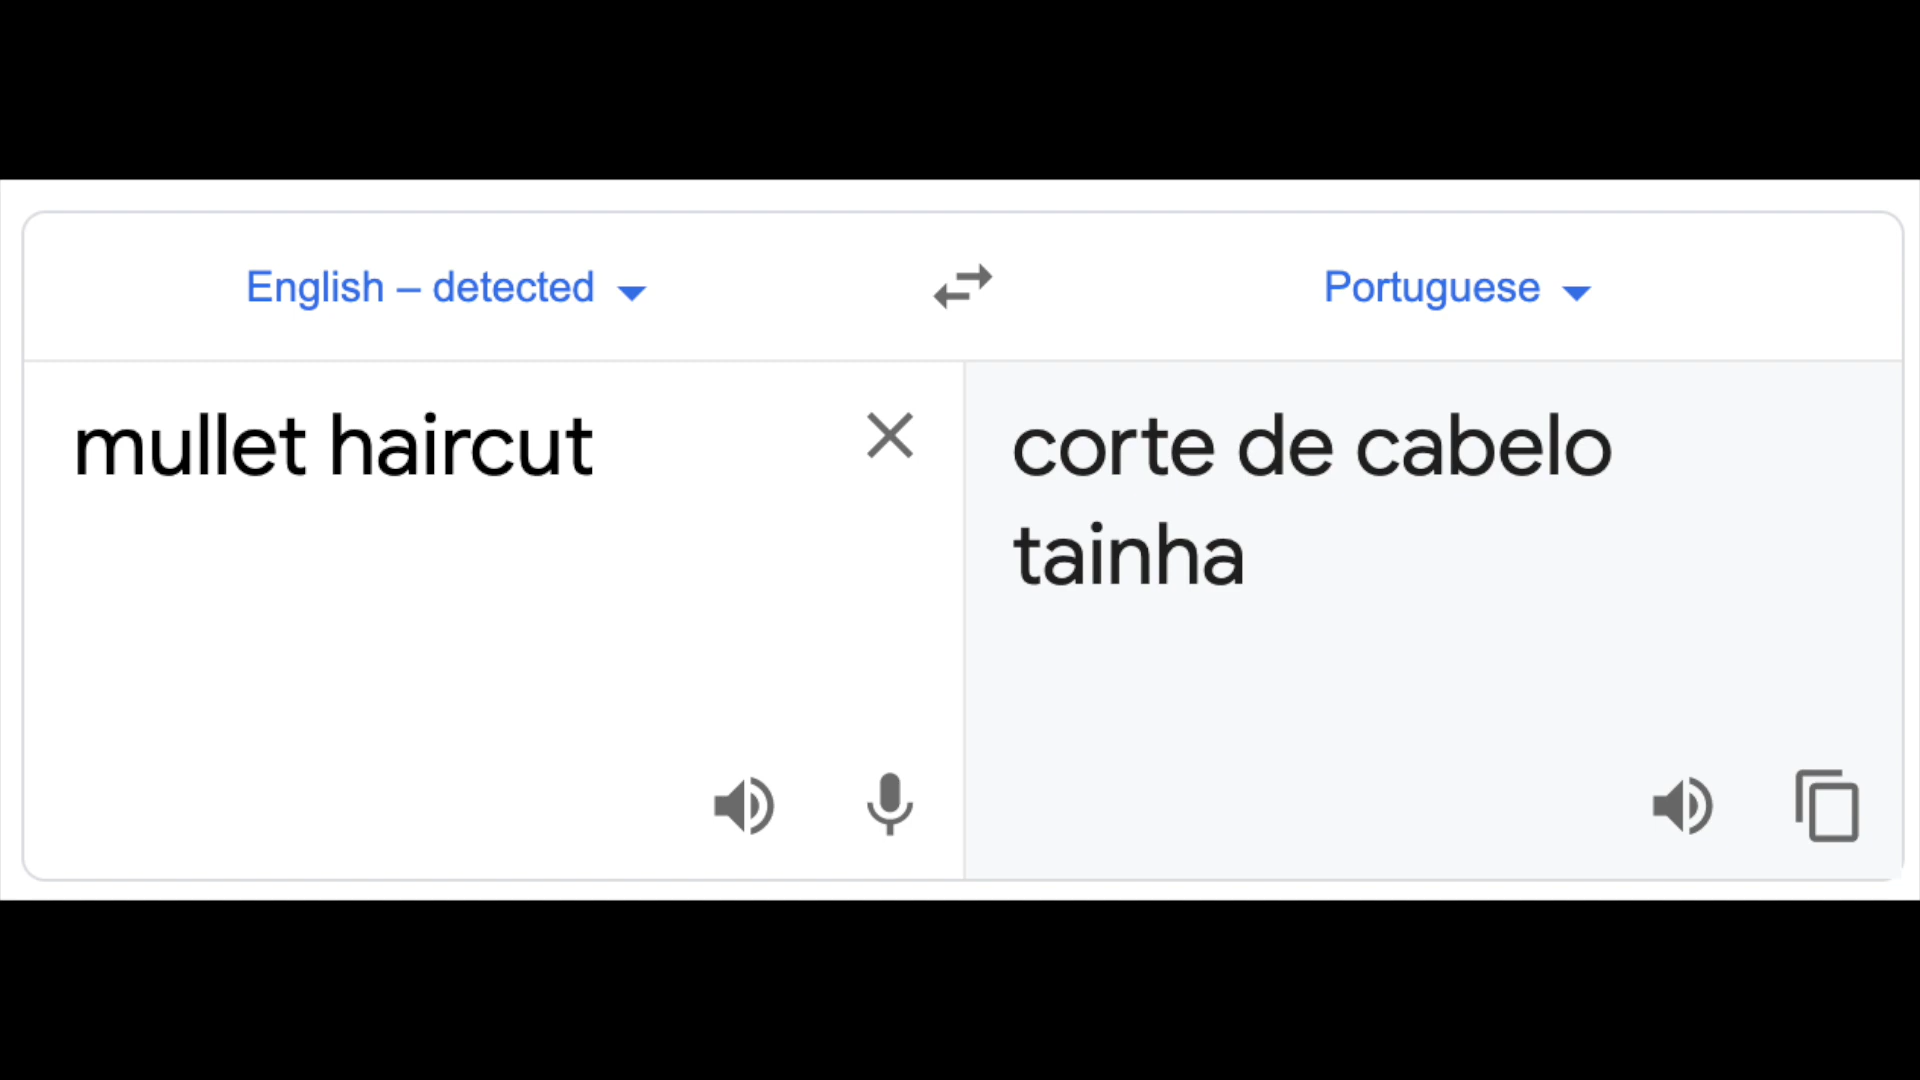 English – detected
Portuguese
mullet haircut
corte de cabelo
tainha